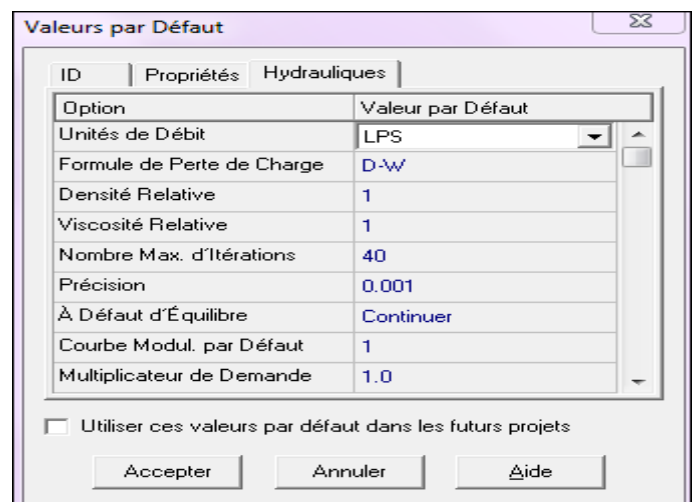 Valeurs par Défaut
ID Propriétés Hydrauliques
Option Valeur par Défaut
Unités de Débit LPS
Formule de Perte de Charge D-W
Densité Relative 1
Viscosité Relative 1
Nombre Max. d´Itérations 40
Précision 0.001
À Défaut d´Équilibre Continuer
Courbe Modul. par Défaut 1
Multiplicateur de Demande 1.0
Utiliser ces valeurs par défaut dans les futurs projets
Accepter Annuler Aide